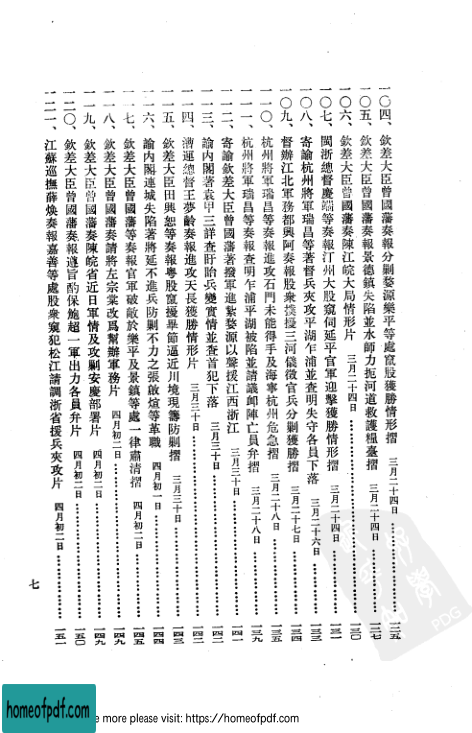 一〇四、欽差大臣曾國藩奏報分剿婺源樂平等處竄股獲勝情形摺 三月二十四日………一二五
一〇五、欽差大臣曾國藩奏報景德鎮失陷並水師力扼河道救護糧臺摺 三月二十四日………一二七
一〇六、欽差大臣曾國藩奏陳江皖大局情形片 三月二十四日………一三〇
一〇七、閩浙總督慶端等奏報汀州大股竄伺延平官軍迎擊獲勝情形摺 三月二十四日………一三一
一〇八、寄諭杭州將軍瑞昌等著督兵夾攻平湖乍浦並查明失守各員下落 三月二十六日………一三三
一〇九、督辦江北軍務都興阿奏報股衆撲擾三河儀徵官兵分剿獲勝摺 三月二十七日………一三四
一一〇、杭州將軍瑞昌等奏報進攻石門未能得手及海寧杭州危急摺 三月二十八日………
一一一、杭州將軍瑞昌等奏報查明乍浦平湖被陷並請議卹陣亡員弁摺 三月二十八日………一三九
一一二、寄諭欽差大臣曾國藩著撥軍進紮婺源以聲援江西浙江 三月三十日………一四一
一一三、諭內閣著袁甲三詳查盱眙兵變實情並查首犯下落 三月三十日………一四二
一一四、漕運總督王夢齡奏報進攻天長獲勝情形片 三月三十日………一四二
一一五、欽差大臣田興恕等奏報粵股竄擾畢節逼近川境現籌防剿摺 三月三十日………一四三
一一六、諭內閣連城失陷著將延不進兵防剿不力之張啟煊等革職 四月初一日………一四四
一一七、欽差大臣曾國藩等奏報官軍破敵於樂平及景鎮等處一律肅清摺 四月初二日………一四五
一一八、欽差大臣曾國藩奏請將左宗棠改爲幫辦軍務片 四月初二日………一四九
一一九、欽差大臣曾國藩奏陳皖省近日軍情及攻剿安慶部署片 四月初二日………一四九
一二〇、欽差大臣曾國藩奏報遵旨酌保鮑超一軍出力各員弁片 四月初二日………一五〇
一二一、江蘇巡撫薛煥奏報嘉善等處股衆竄犯松江請調浙省援兵夾攻片 四月初二日………一五一
七
PDG
homeofpdf.com
e more please visit: https://homeofpdf.com